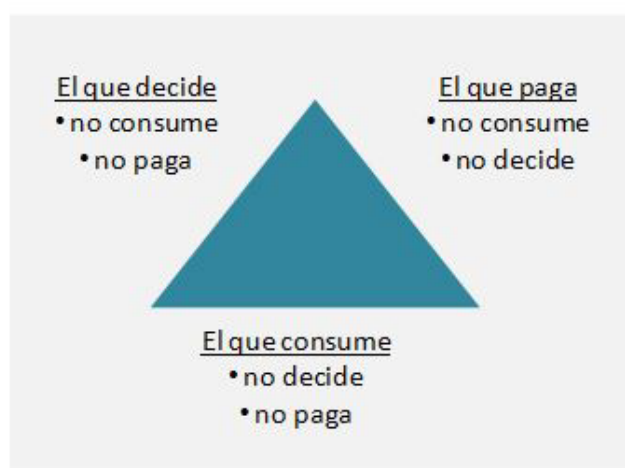 El que decide
• no consume
• no paga
El que paga
• no consume
• no decide
El que consume
• no decide
• no paga